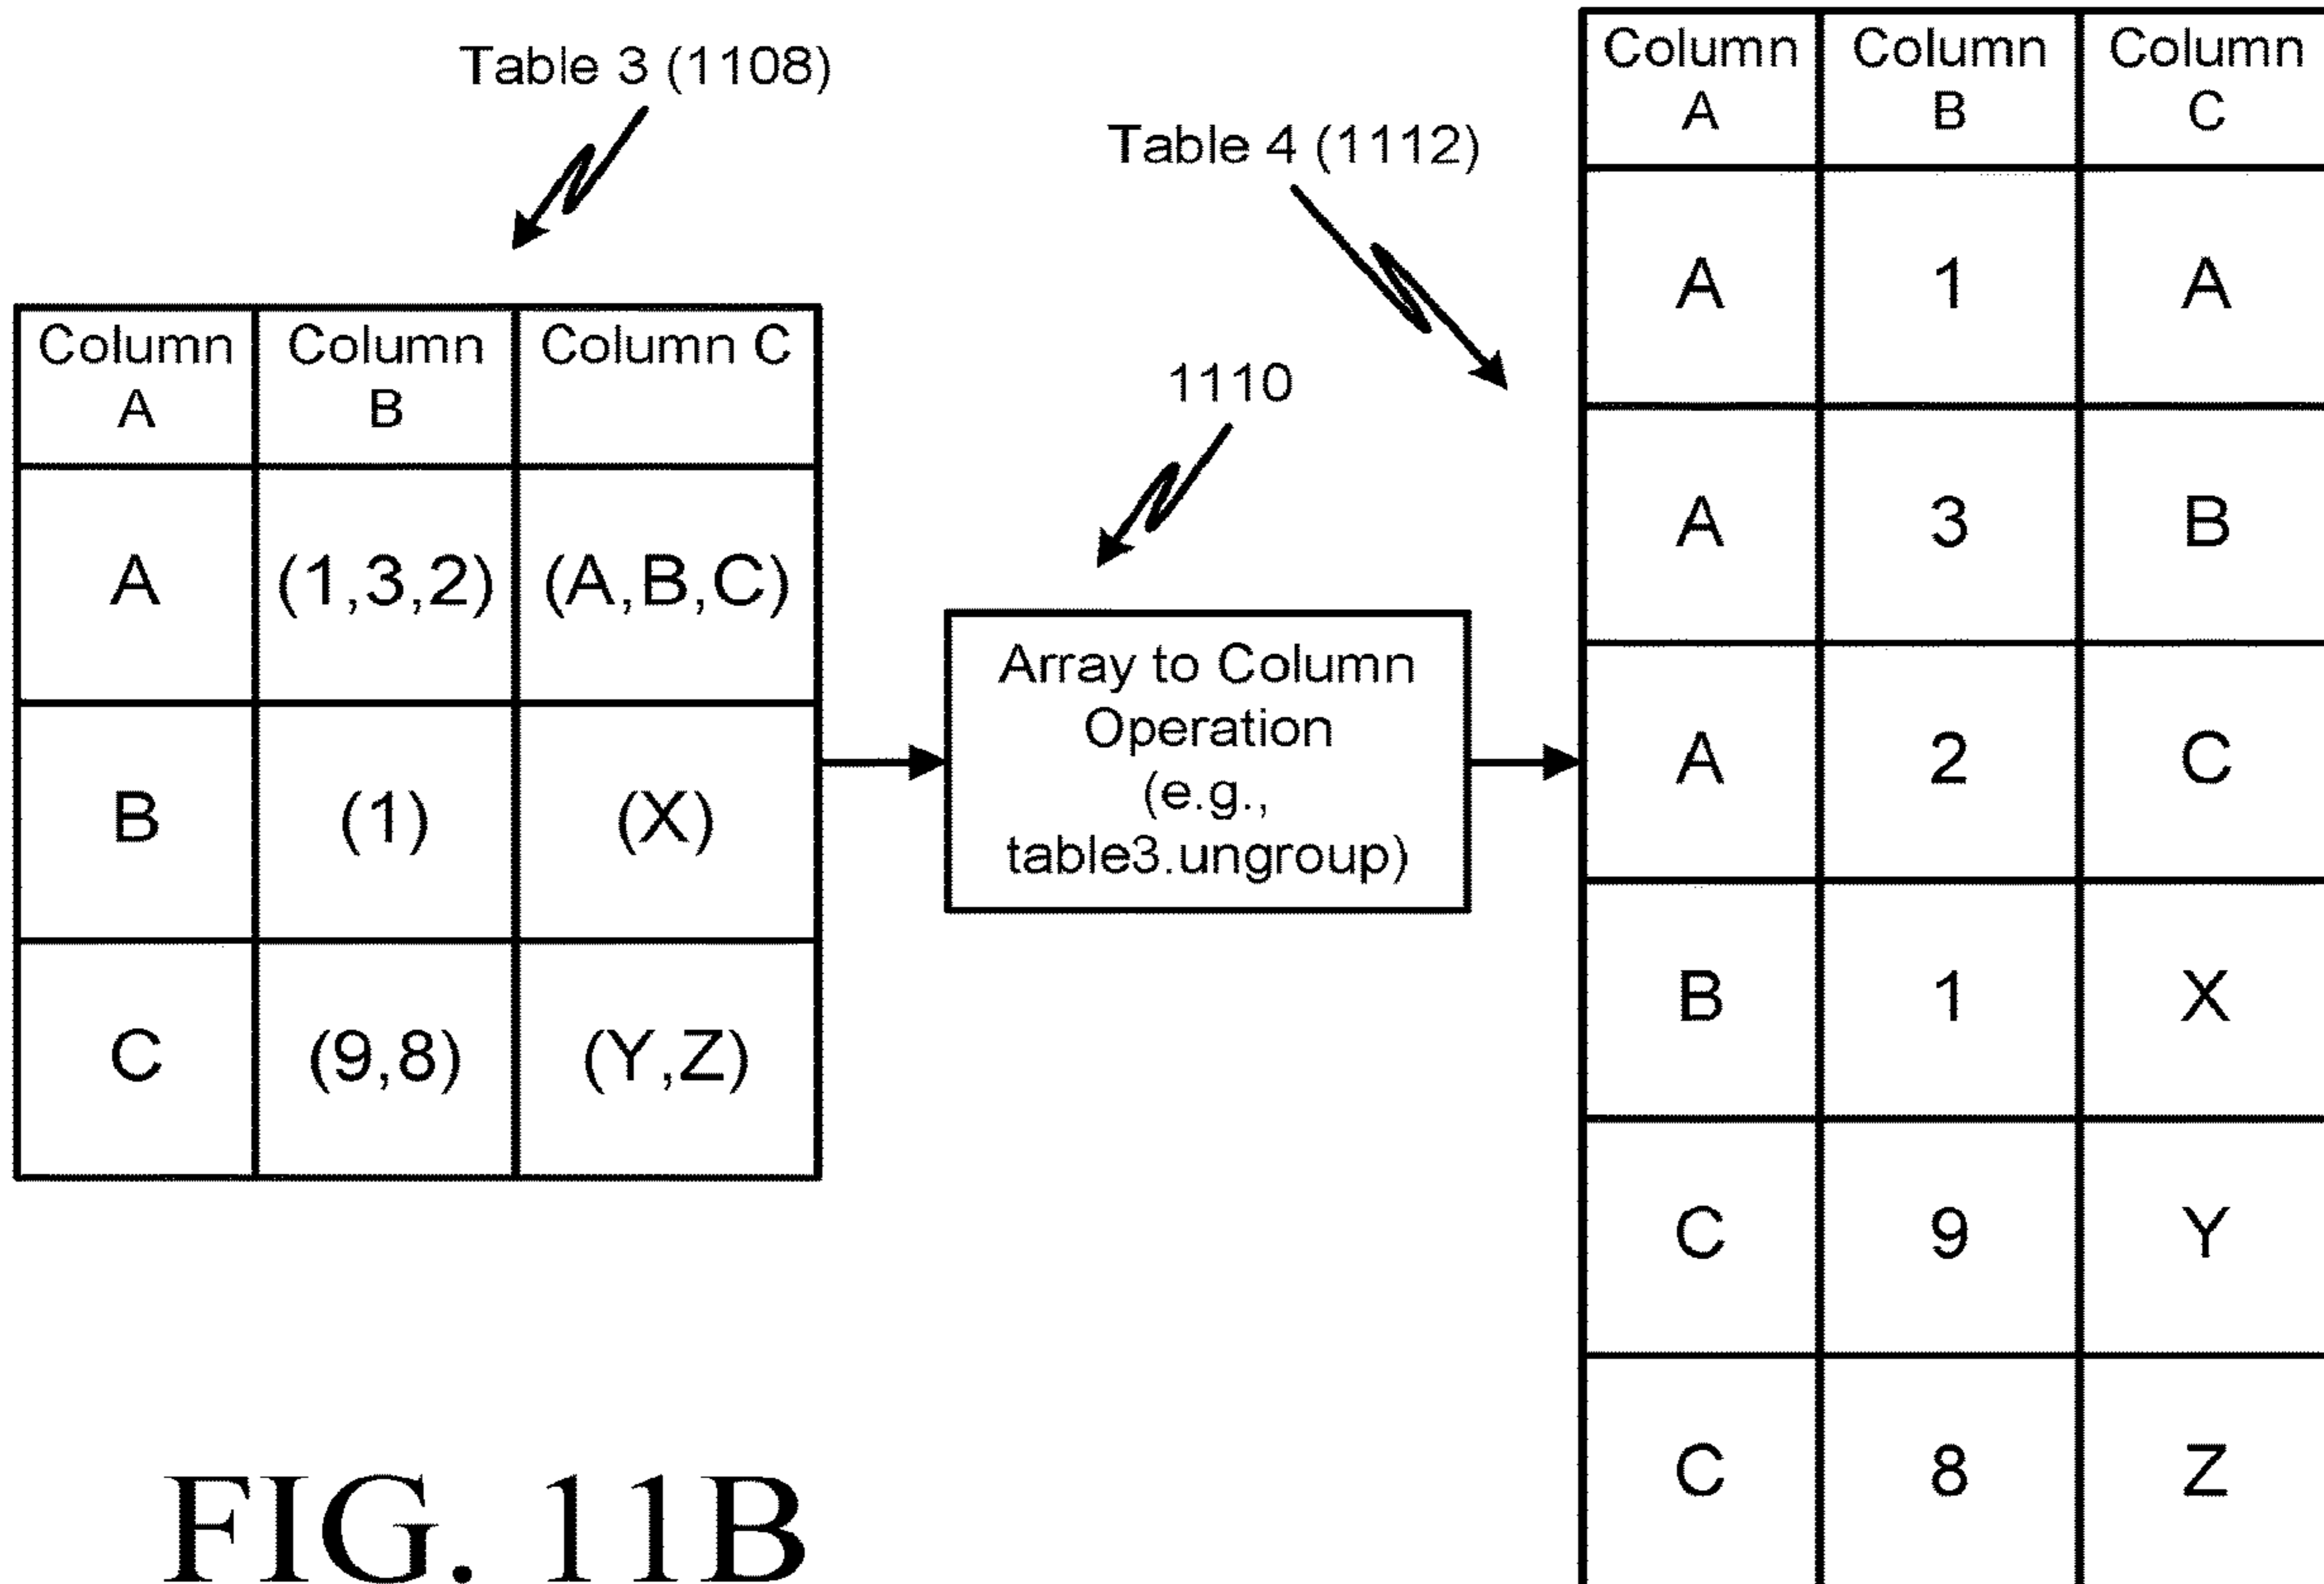 Table 3 (1108)
Column A
Column B
Column C
A
(1,3,2)
(A,B,C)
B
(1)
(X)
C
(9,8)
(Y,Z)
1110
Array to Column
Operation
(e.g.,
table3.ungroup)
Table 4 (1112)
Column A
Column B
Column C
A
1
A
A
3
B
A
2
C
B
1
X
C
9
Y
C
8
Z
FIG. 11B